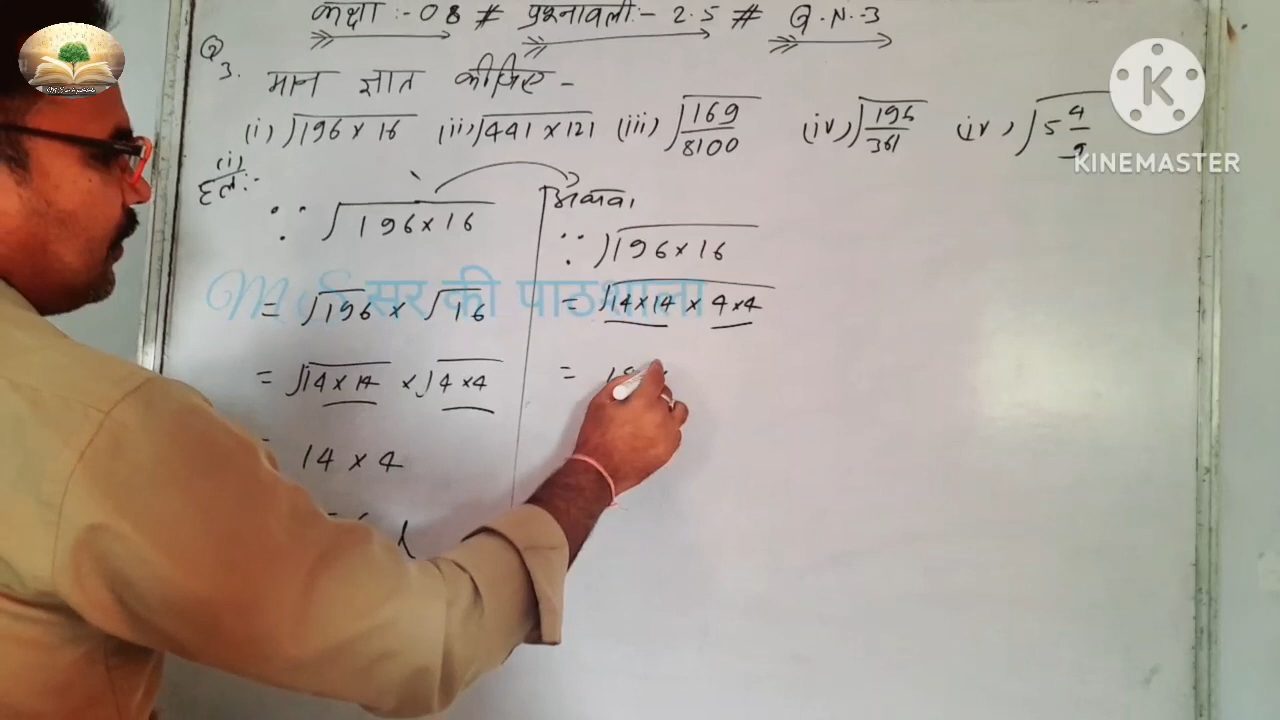 कक्षा :- 08 # प्रश्नावली :- 2.5 # Q.N.-3
Q3. मान ज्ञात कीजिए -
(i) √196 × 16 (ii) √441 × 121 (iii) √169/8100 (iv) √196/361 (iv) √5 4/9
(i)
हल:-
∵ √196 × 16
= √196 × √16
= √14 × 14 × √4 × 4
14 × 4
अथवा
∵ √196 × 16
= √14 × 14 × 4 × 4
=
M S सर की पाठशाला
KINEMASTER
K